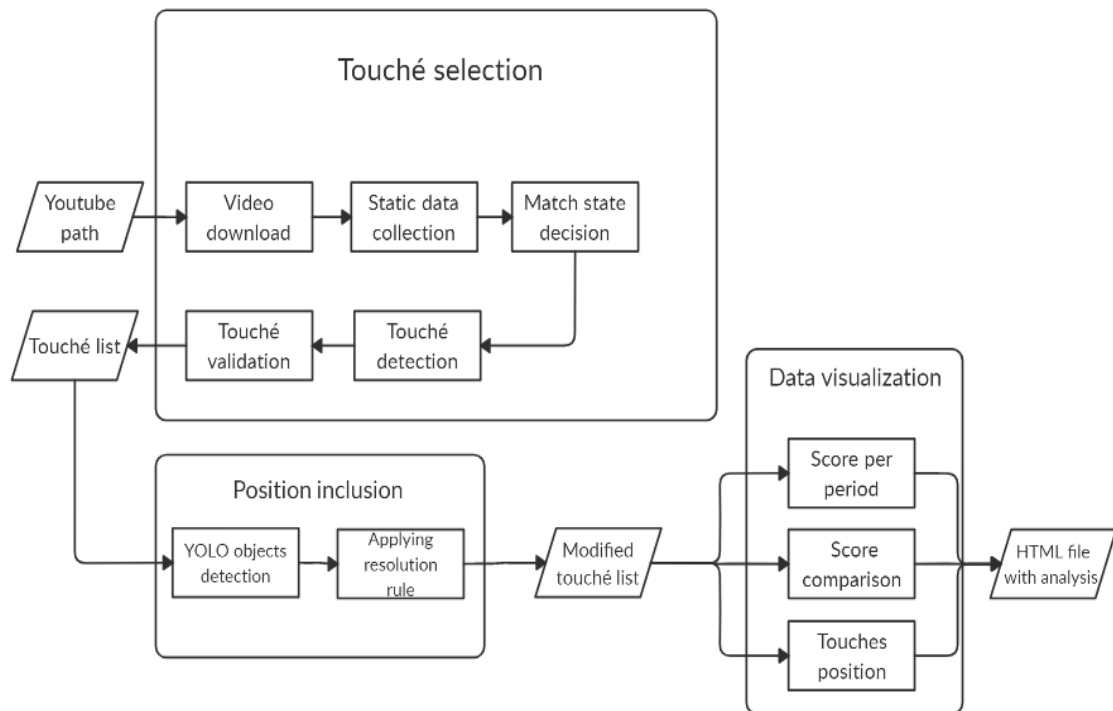 Touché selection
Youtube
path
Video
download
Static data
collection
Match state
decision
Touché list
Touché
validation
Touché
detection
Data visualization
Position inclusion
YOLO objects
detection
Applying
resolution
rule
Modified
touché list
Score per
period
Score
comparison
Touches
position
HTML file
with analysis